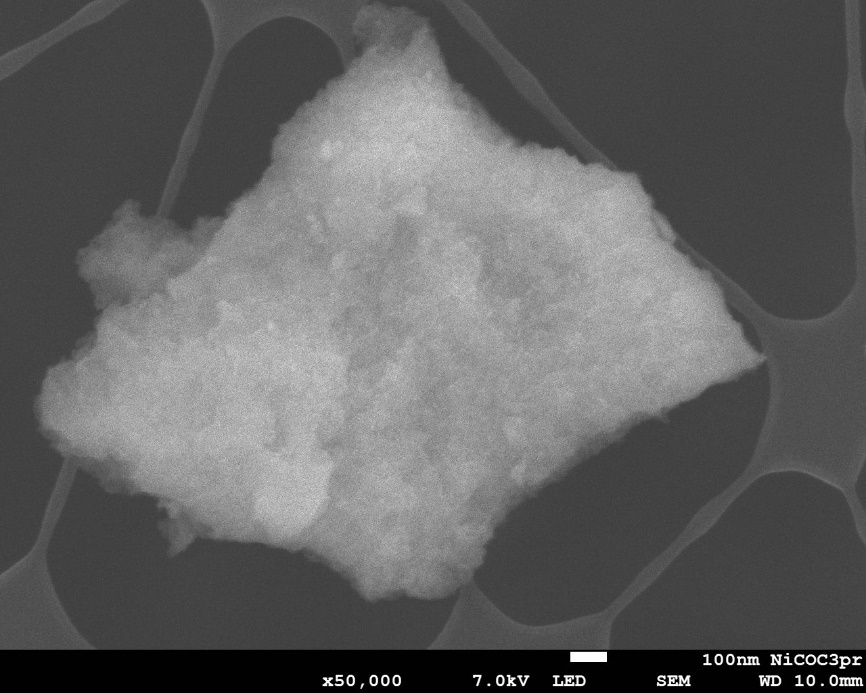 100nm NiCOC3pr
x50,000 7.0kV LED SEM WD 10.0mm